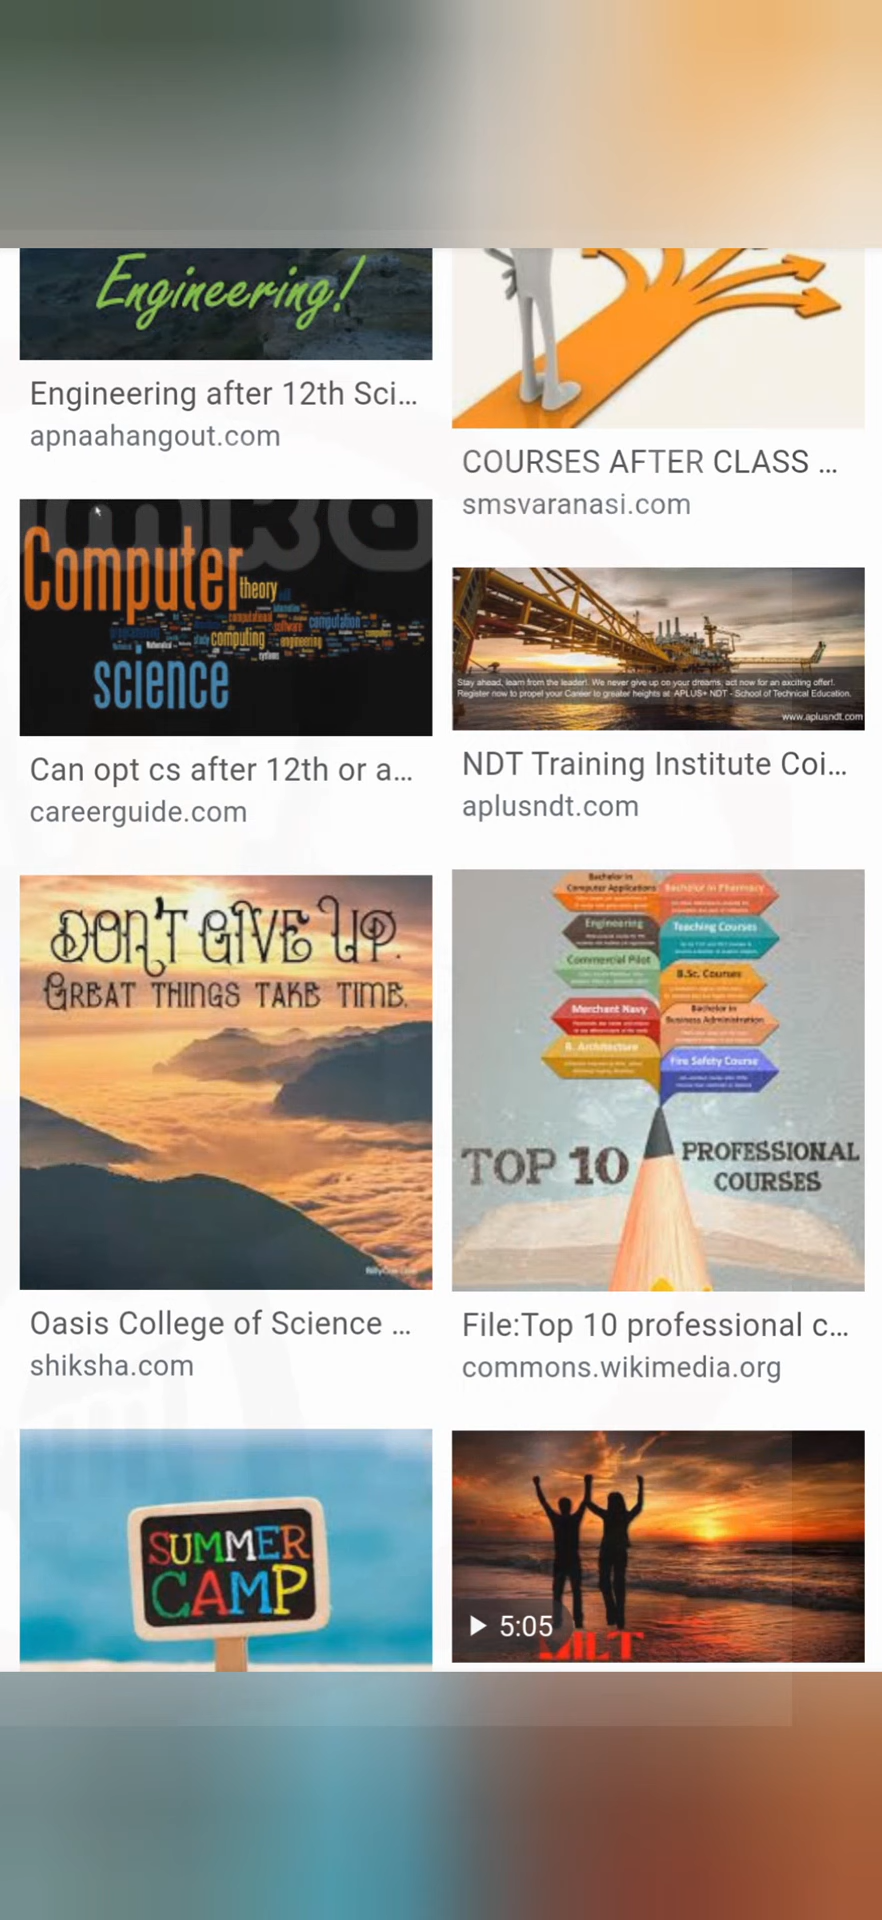 Engineering!
Engineering after 12th Sci...
apnaahangout.com
COURSES AFTER CLASS ...
smsvaranasi.com
Computer
theory
computation
software
computing
engineering
systems
science
Can opt cs after 12th or a...
careerguide.com
Stay ahead, learn from the leader!. We never give up on your dreams, act now for an exciting offer!.
Register now to propel your Career to greater heights at APLUS+ NDT - School of Technical Education.
www.aplusndt.com
NDT Training Institute Coi...
aplusndt.com
DON'T GIVE UP.
GREAT THINGS TAKE TIME.
Oasis College of Science ...
shiksha.com
Bachelor in
Computer Applications
Bachelor in Pharmacy
Engineering
Teaching Courses
Commercial Pilot
B.Sc. Courses
Merchant Navy
Bachelor in
Business Administration
B. Architecture
Fire Safety Course
TOP 10
PROFESSIONAL
COURSES
File:Top 10 professional c...
commons.wikimedia.org
SUMMER
CAMP
5:05
MLT